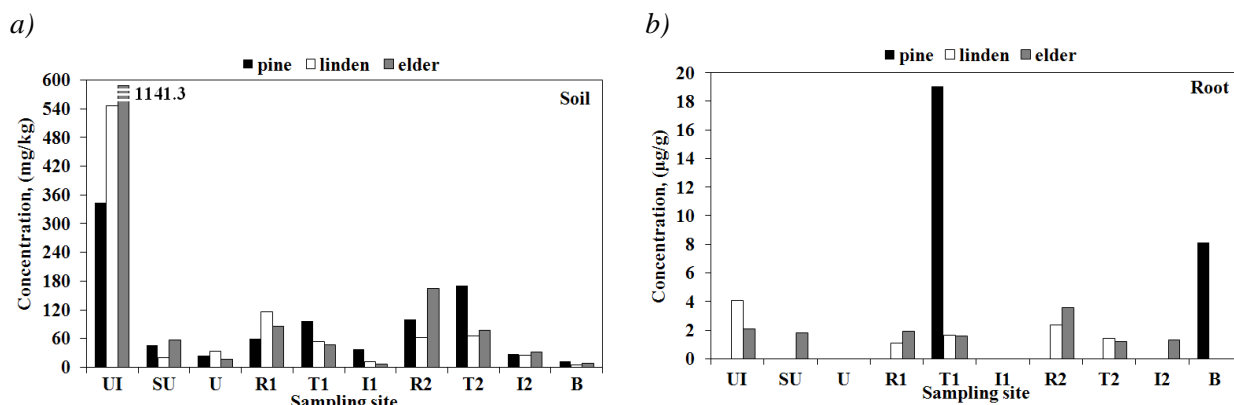 a)
pine linden elder
Concentration, (mg/kg)
600
540
480
420
360
300
240
180
120
60
0
1141.3
Soil
UI SU U R1 T1 I1 R2 T2 I2 B
Sampling site
b)
pine linden elder
Concentration, (µg/g)
20
18
16
14
12
10
8
6
4
2
0
Root
UI SU U R1 T1 I1 R2 T2 I2 B
Sampling site